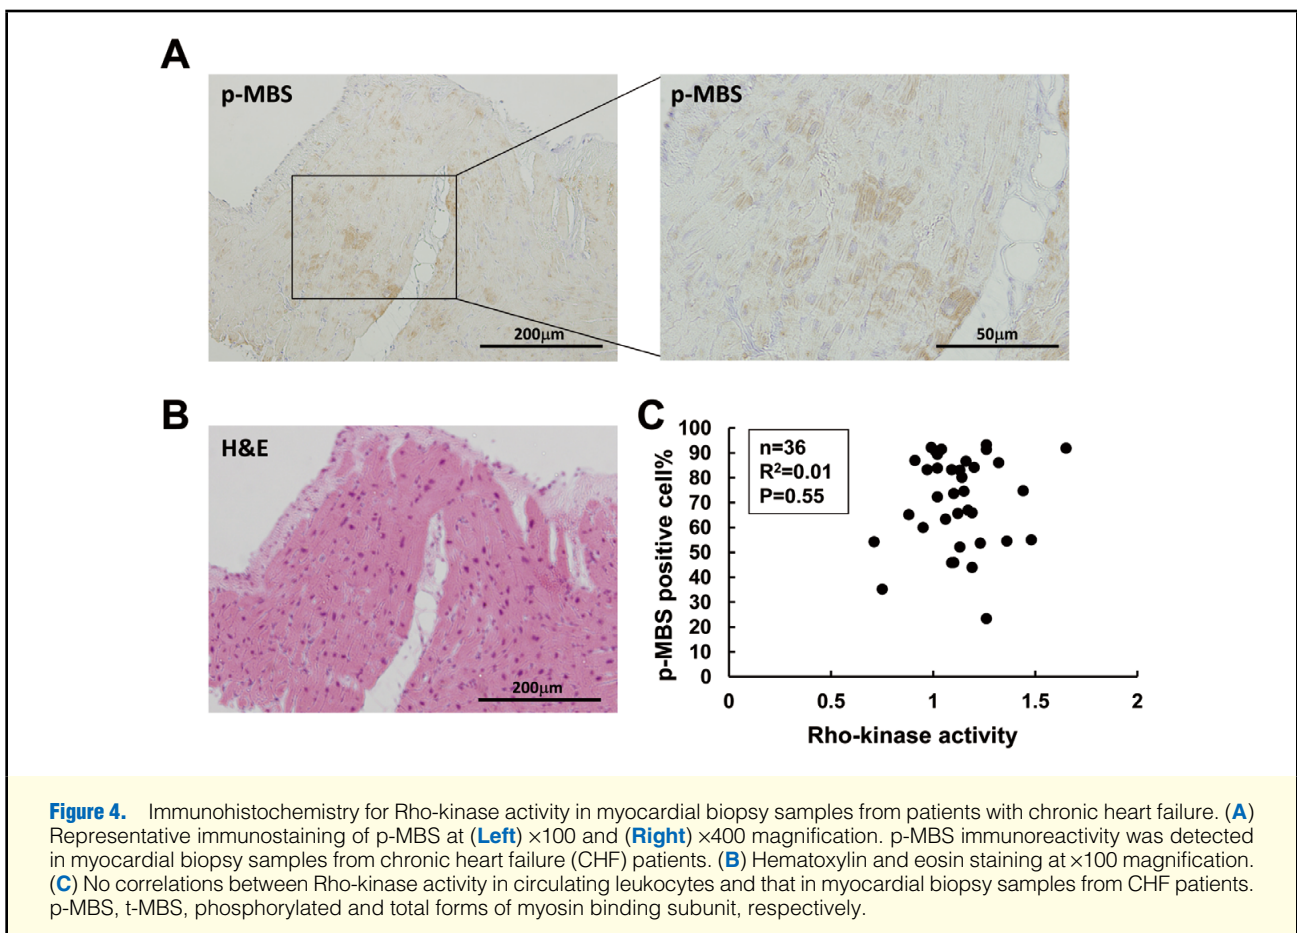 A
p-MBS
200μm
p-MBS
50μm
B
H&E
200μm
C
p-MBS positive cell%
100
90
80
70
60
50
40
30
20
10
0
n=36
R²=0.01
P=0.55
0
0.5
1
1.5
2
Rho-kinase activity
Figure 4. Immunohistochemistry for Rho-kinase activity in myocardial biopsy samples from patients with chronic heart failure. (A)
Representative immunostaining of p-MBS at (Left) ×100 and (Right) ×400 magnification. p-MBS immunoreactivity was detected
in myocardial biopsy samples from chronic heart failure (CHF) patients. (B) Hematoxylin and eosin staining at ×100 magnification.
(C) No correlations between Rho-kinase activity in circulating leukocytes and that in myocardial biopsy samples from CHF patients.
p-MBS, t-MBS, phosphorylated and total forms of myosin binding subunit, respectively.